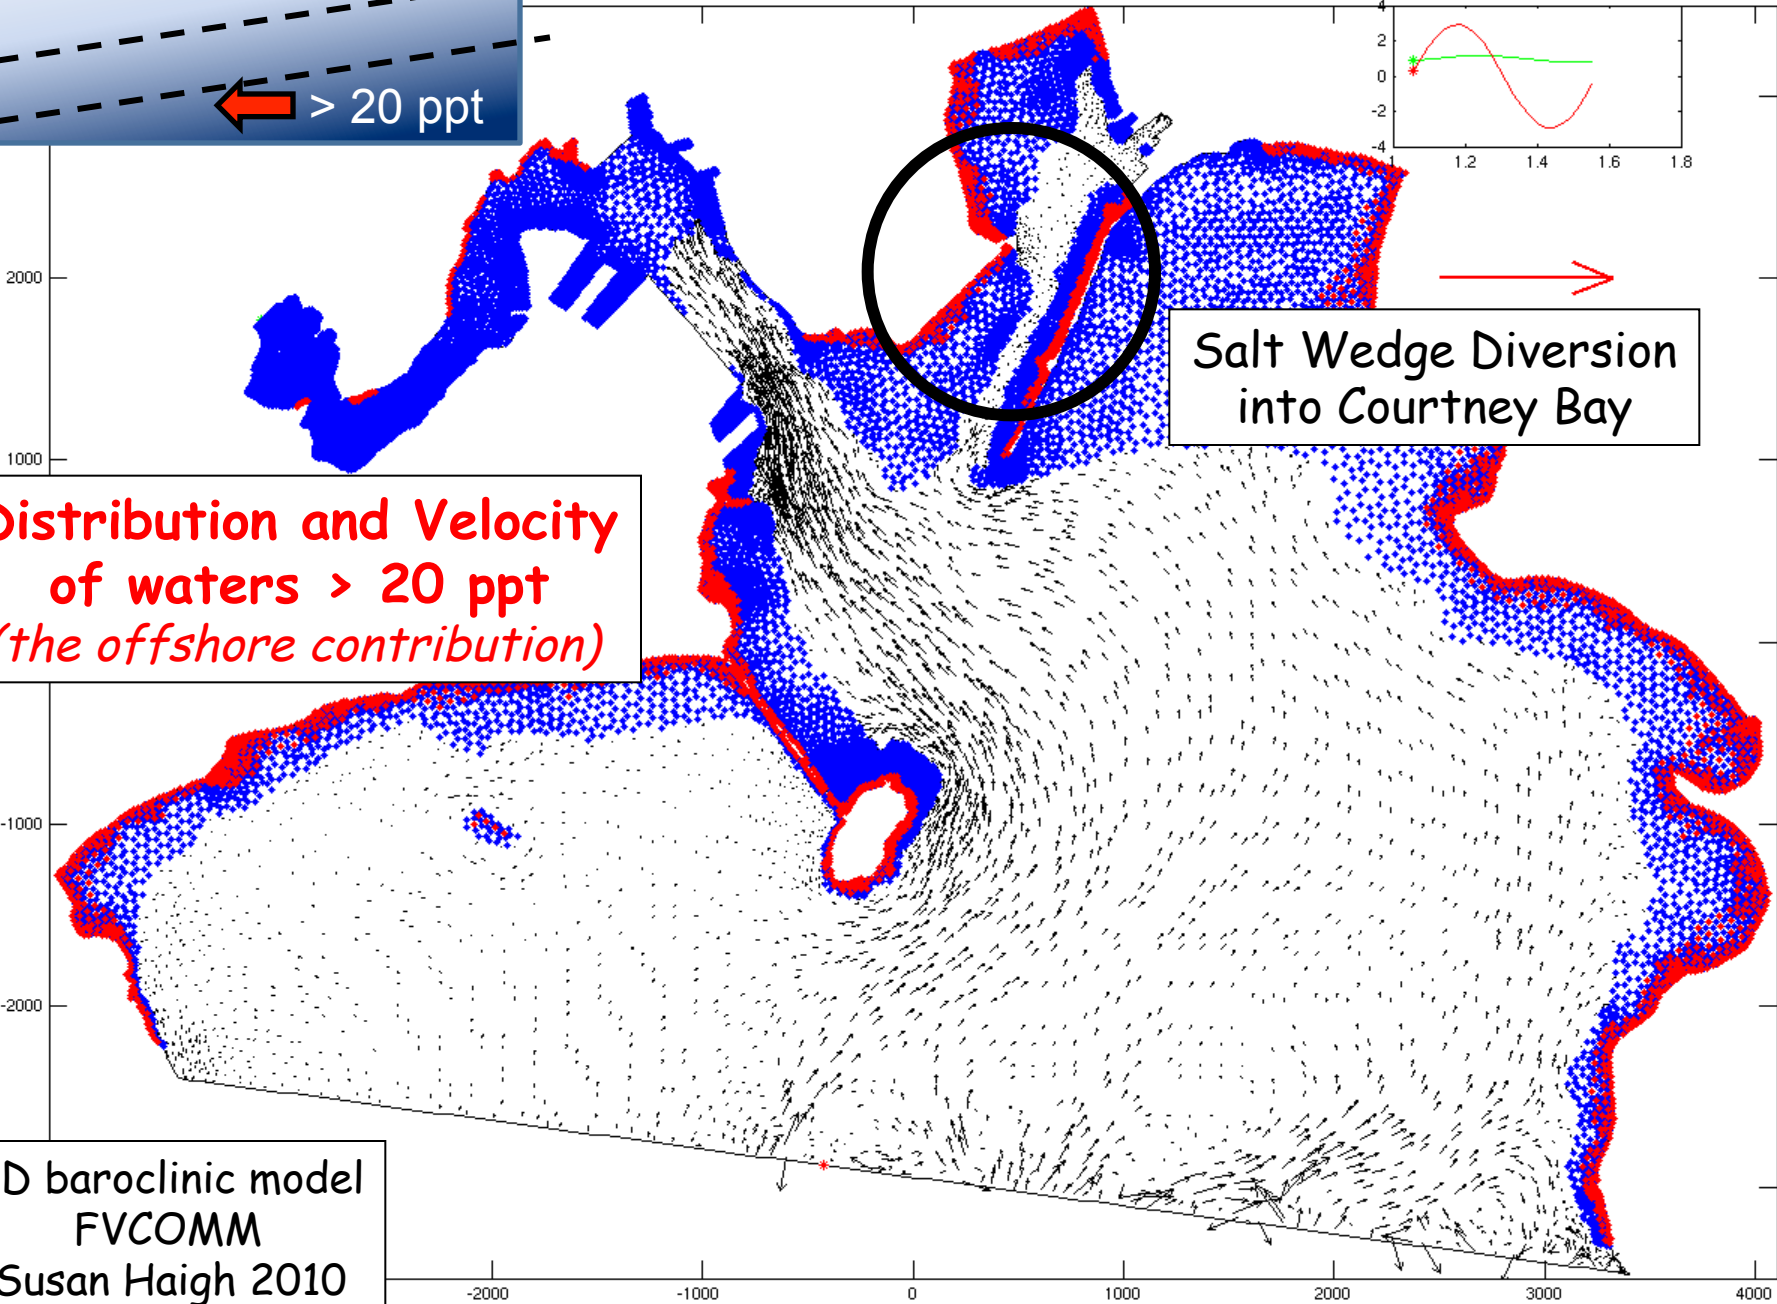 > 20 ppt
4
2
0
-2
-4
1
1.2
1.4
1.6
1.8
2000
Salt Wedge Diversion
into Courtney Bay
1000
Distribution and Velocity
of waters > 20 ppt
(the offshore contribution)
-1000
-2000
D baroclinic model
FVCOMM
Susan Haigh 2010
-2000
-1000
0
1000
2000
3000
4000